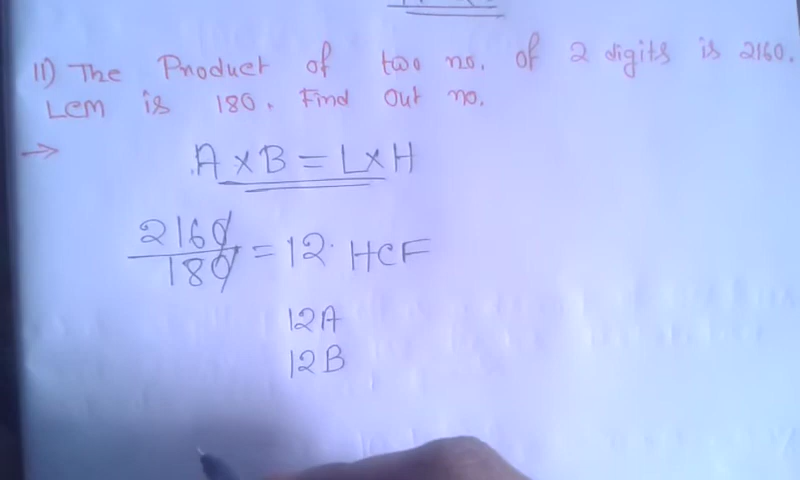 11) The Product of two no. of 2 digits is 2160.
Lcm is 180. Find out no.
→ A × B = L × H
2160/180 = 12. HCF
12A
12B